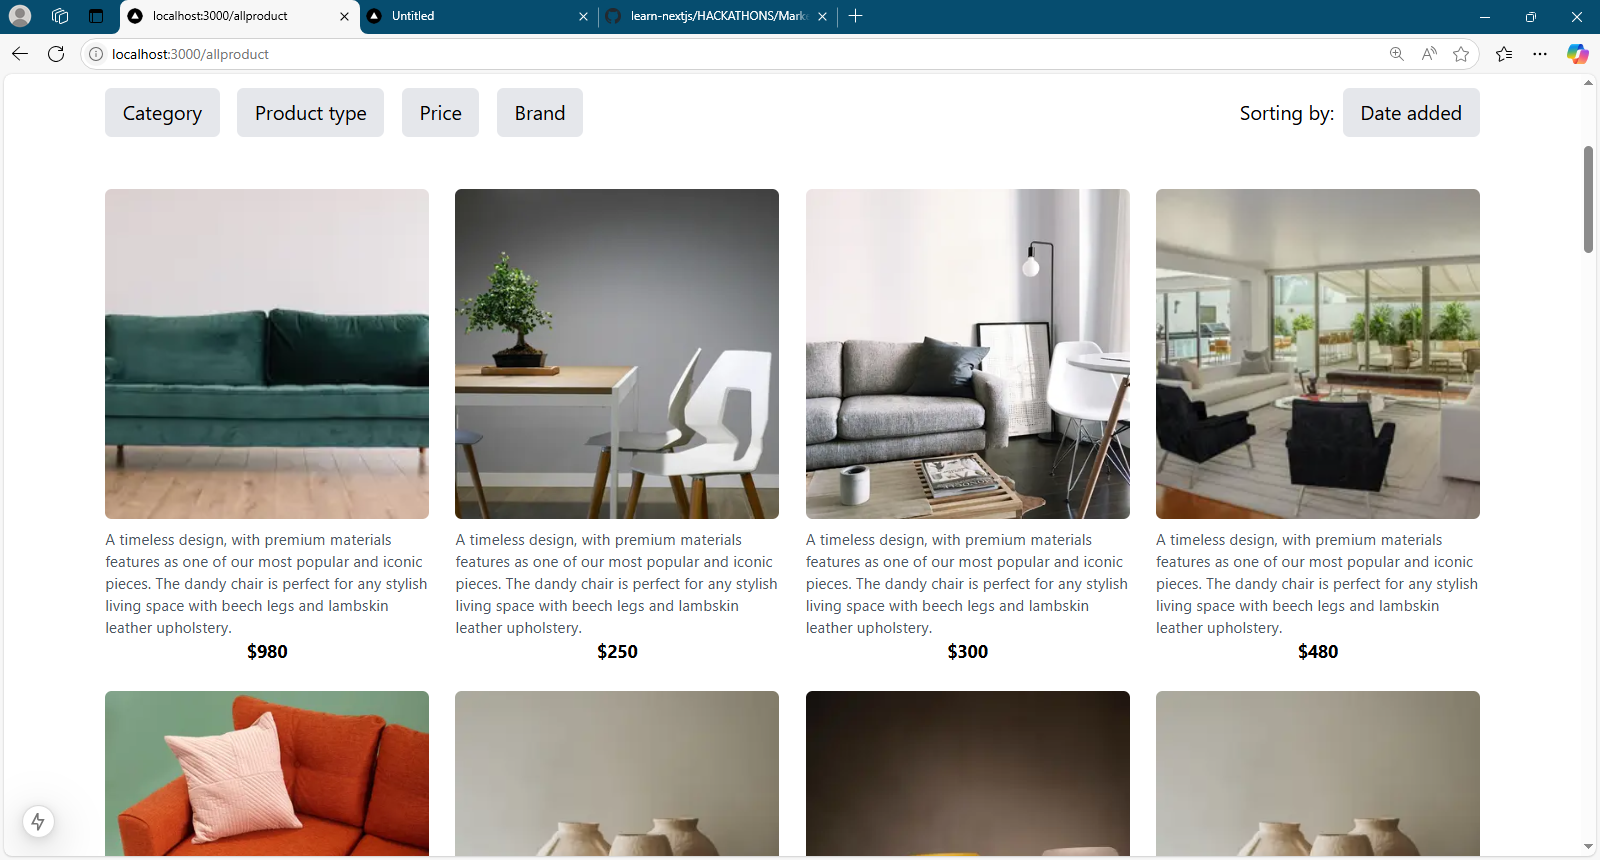 localhost:3000/allproduct
Untitled
learn-nextjs/HACKATHONS/Mark
localhost:3000/allproduct
Category
Product type
Price
Brand
Sorting by:
Date added
A timeless design, with premium materials
features as one of our most popular and iconic
pieces. The dandy chair is perfect for any stylish
living space with beech legs and lambskin
leather upholstery.
$980
A timeless design, with premium materials
features as one of our most popular and iconic
pieces. The dandy chair is perfect for any stylish
living space with beech legs and lambskin
leather upholstery.
$250
A timeless design, with premium materials
features as one of our most popular and iconic
pieces. The dandy chair is perfect for any stylish
living space with beech legs and lambskin
leather upholstery.
$300
A timeless design, with premium materials
features as one of our most popular and iconic
pieces. The dandy chair is perfect for any stylish
living space with beech legs and lambskin
leather upholstery.
$480